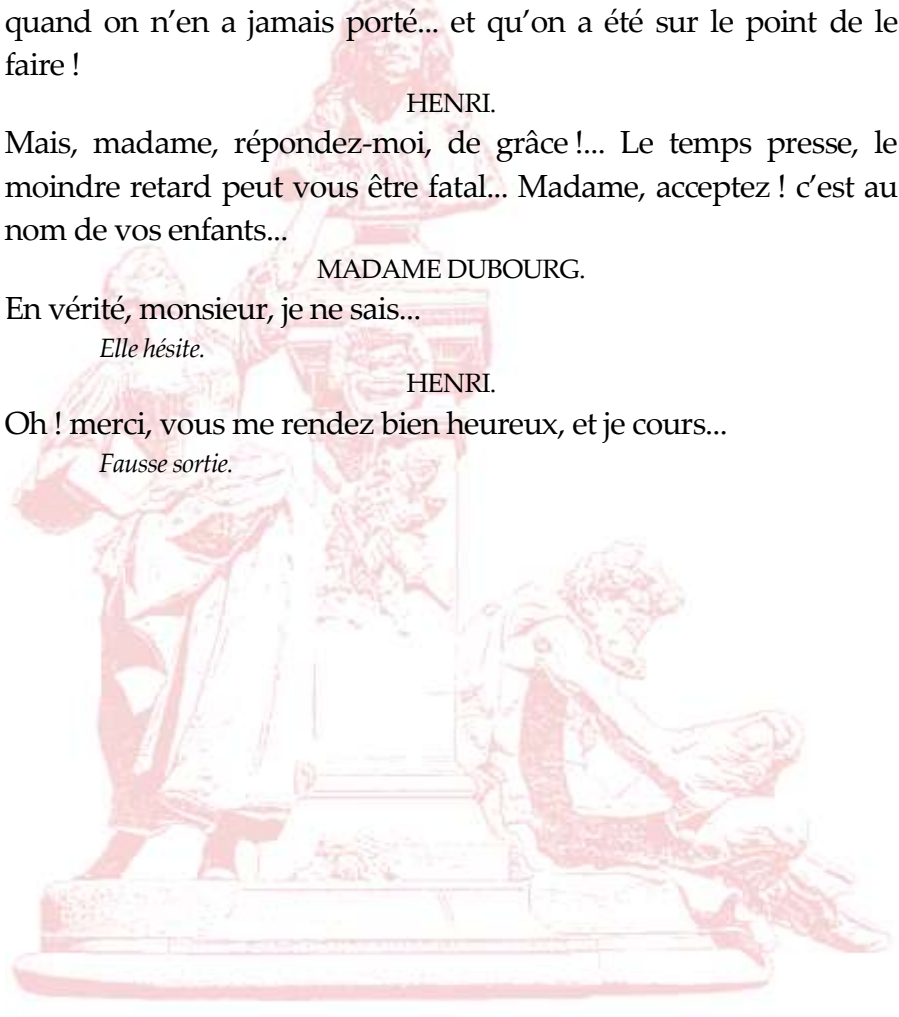 quand on n’en a jamais porté... et qu’on a été sur le point de le
faire !
HENRI.
Mais, madame, répondez-moi, de grâce !... Le temps presse, le
moindre retard peut vous être fatal... Madame, acceptez ! c’est au
nom de vos enfants...
MADAME DUBOURG.
En vérité, monsieur, je ne sais...
Elle hésite.
HENRI.
Oh ! merci, vous me rendez bien heureux, et je cours...
Fausse sortie.